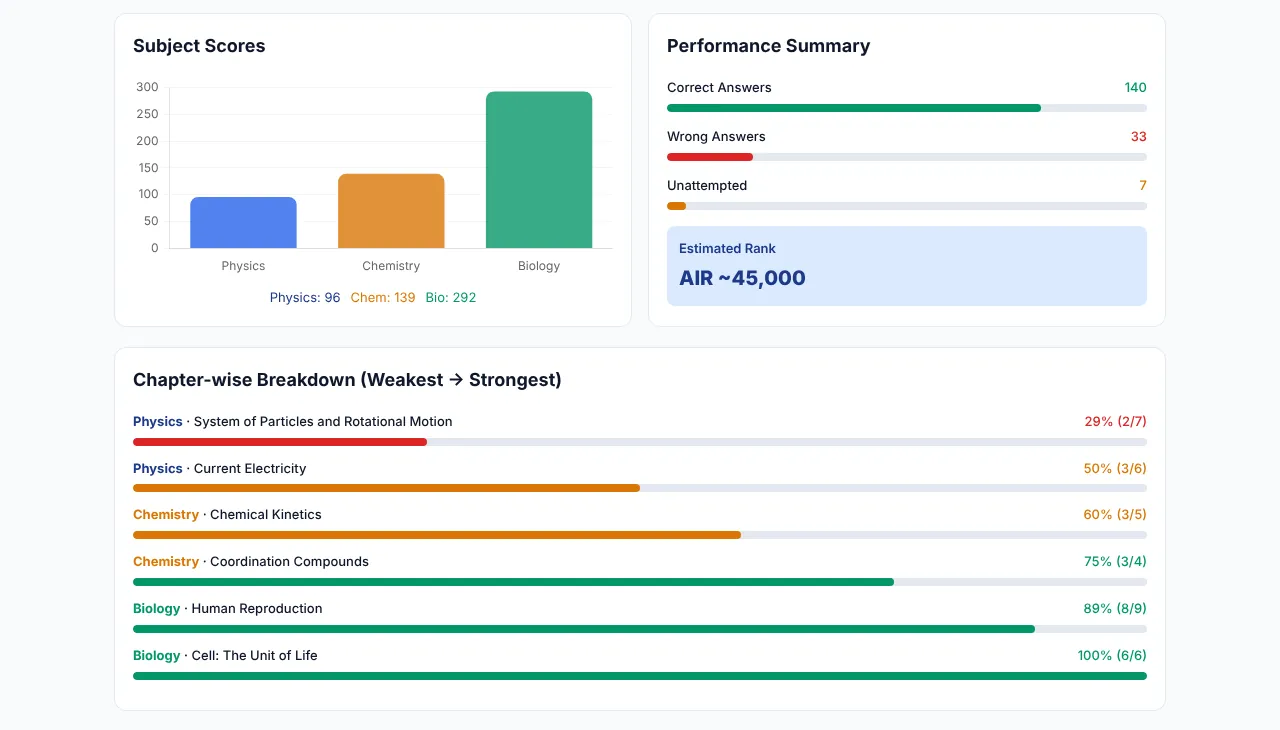 Subject Scores
300
250
200
150
100
50
0
Physics Chemistry Biology
Physics: 96 Chem: 139 Bio: 292
Performance Summary
Correct Answers 140
Wrong Answers 33
Unattempted 7
Estimated Rank
AIR ~45,000
Chapter-wise Breakdown (Weakest → Strongest)
Physics · System of Particles and Rotational Motion 29% (2/7)
Physics · Current Electricity 50% (3/6)
Chemistry · Chemical Kinetics 60% (3/5)
Chemistry · Coordination Compounds 75% (3/4)
Biology · Human Reproduction 89% (8/9)
Biology · Cell: The Unit of Life 100% (6/6)